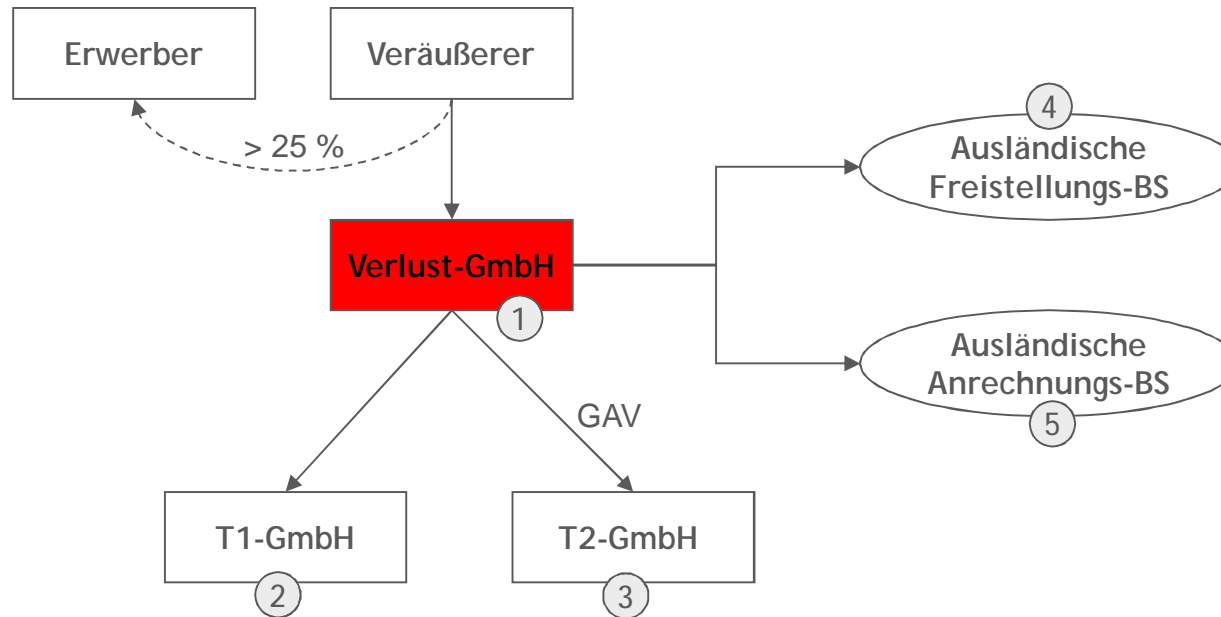 Erwerber
Veräußerer
> 25 %
4
Ausländische
Freistellungs-BS
Verlust-GmbH
1
Ausländische
Anrechnungs-BS
5
GAV
T1-GmbH
2
T2-GmbH
3